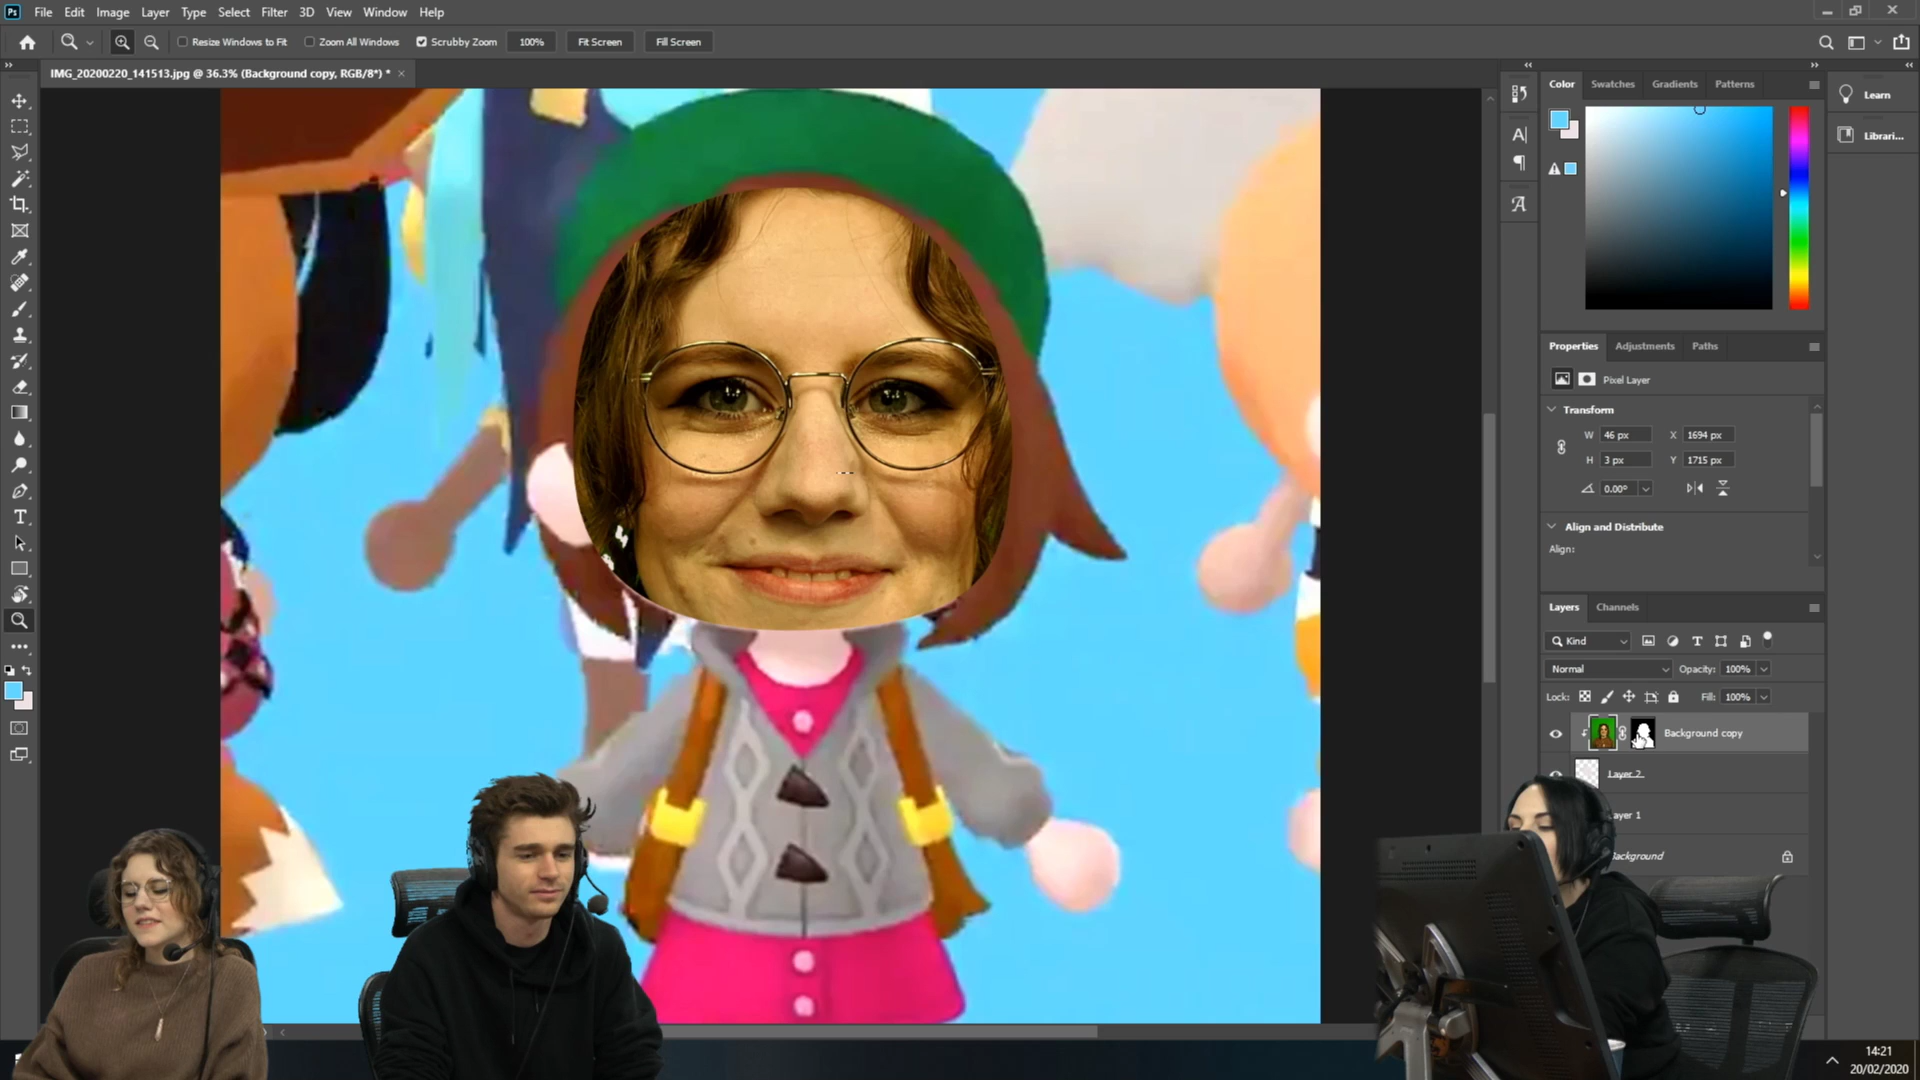 Ps File Edit Image Layer Type Select Filter 3D View Window Help
Resize Windows to Fit Zoom All Windows Scrubby Zoom 100% Fit Screen Fill Screen
IMG_20200220_141513.jpg @ 36.3% (Background copy, RGB/8*) * ×
Color Swatches Gradients Patterns
Learn
Librari...
Properties Adjustments Paths
Pixel Layer
Transform
W 46 px X 1694 px
H 3 px Y 1715 px
0.00°
Align and Distribute
Align:
Layers Channels
Kind
Normal Opacity: 100%
Lock: Fill: 100%
Background copy
Layer 2
ayer 1
Background
14:21
20/02/2020